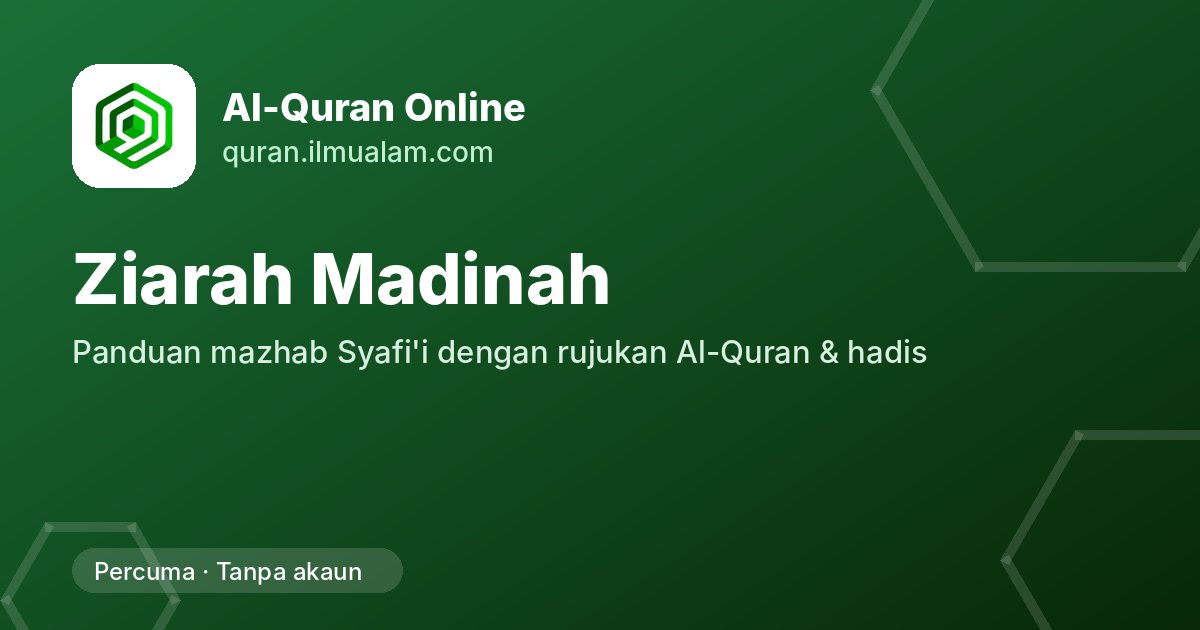 Al-Quran Online
quran.ilmualam.com
Ziarah Madinah
Panduan mazhab Syafi'i dengan rujukan Al-Quran & hadis
Percuma · Tanpa akaun